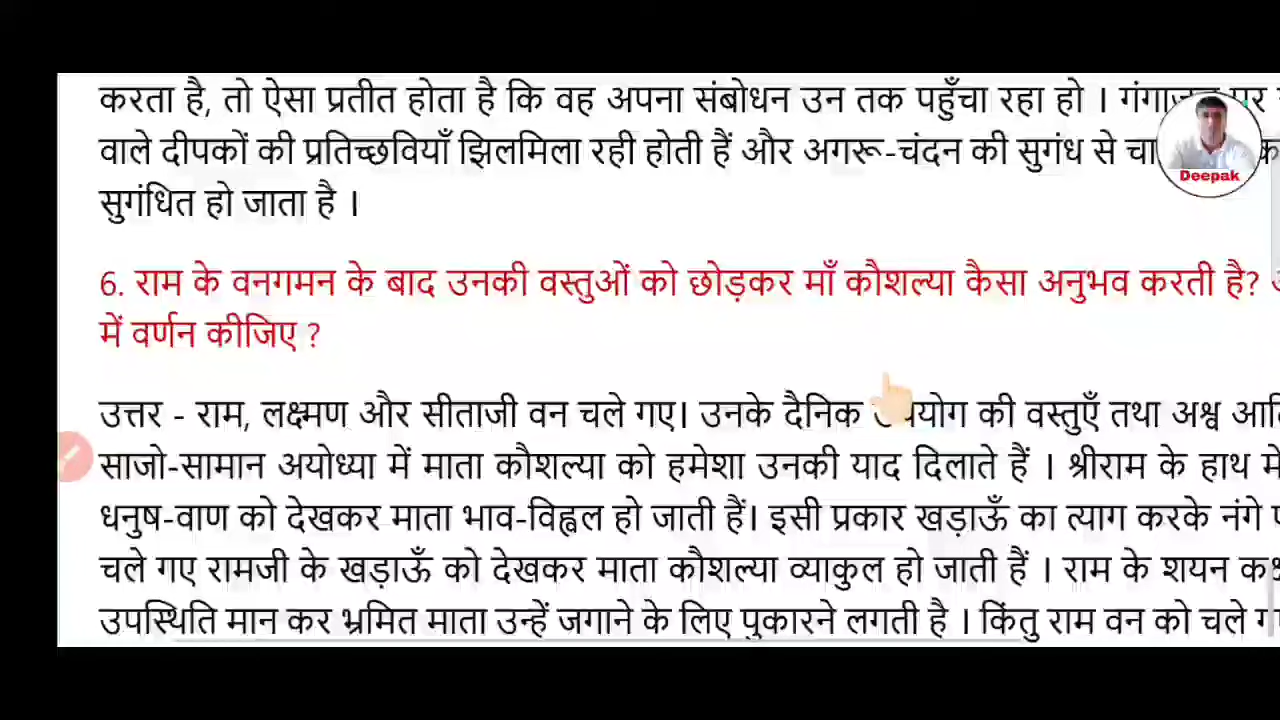 करता है, तो ऐसा प्रतीत होता है कि वह अपना संबोधन उन तक पहुँचा रहा हो । पर
वाले दीपकों की प्रतिच्छवियाँ झिलमिला रही होती हैं और अगरू-चंदन की सुगंध से
सुगंधित हो जाता है ।
Deepak
6. राम के वनगमन के बाद उनकी वस्तुओं को छोड़कर माँ कौशल्या कैसा अनुभव करती है?
में वर्णन कीजिए ?
उत्तर - राम, लक्ष्मण और सीताजी वन चले गए। उनके दैनिक की वस्तुएँ तथा अश्व
साजो-सामान अयोध्या में माता कौशल्या को हमेशा उनकी याद दिलाते हैं । श्रीराम के हाथ
धनुष-वाण को देखकर माता भाव-विह्वल हो जाती हैं। इसी प्रकार खड़ाऊँ का त्याग करके नंगे
चले गए रामजी के खड़ाऊँ को देखकर माता कौशल्या व्याकुल हो जाती हैं । राम के शयन
उपस्थिति मान कर भ्रमित माता उन्हें जगाने के लिए पुकारने लगती है । किंतु राम वन को चले